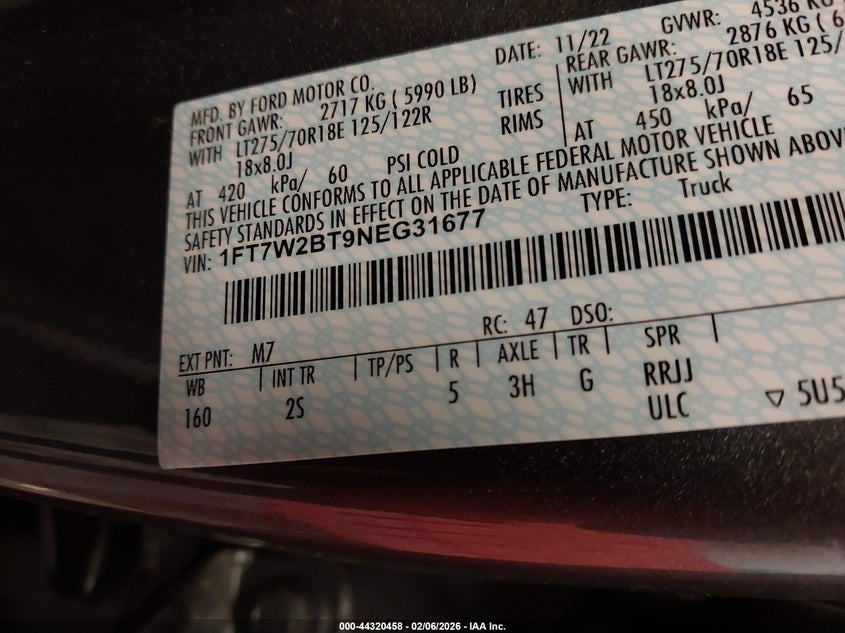 MFD. BY FORD MOTOR CO.
DATE: 11/22
GVWR: 4536 KG
FRONT GAWR: 2717 KG ( 5990 LB)
REAR GAWR: 2876 KG ( 6
WITH LT275/70R18E 125/122R TIRES
WITH LT275/70R18E 125/
18x8.0J RIMS
18x8.0J
AT 420 kPa/ 60 PSI COLD
AT 450 kPa/ 65
THIS VEHICLE CONFORMS TO ALL APPLICABLE FEDERAL MOTOR VEHICLE
SAFETY STANDARDS IN EFFECT ON THE DATE OF MANUFACTURE SHOWN ABOV
VIN: 1FT7W2BT9NEG31677
TYPE: Truck
EXT PNT: M7 RC: 47 DSO:
WB INT TR TP/PS R AXLE TR SPR
160 2S 5 3H G RRJJ
ULC ▽ 5U5
000-44320458 - 02/06/2026 - IAA Inc.